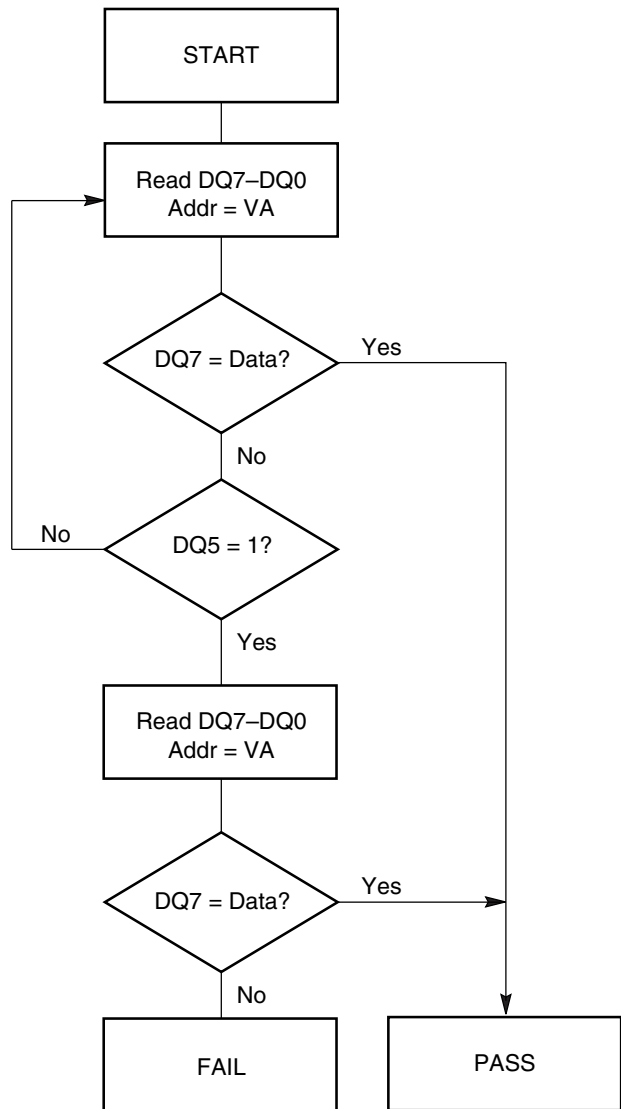 START
Read DQ7–DQ0
Addr = VA
DQ7 = Data?
Yes
No
No
DQ5 = 1?
Yes
Read DQ7–DQ0
Addr = VA
DQ7 = Data?
Yes
No
FAIL
PASS